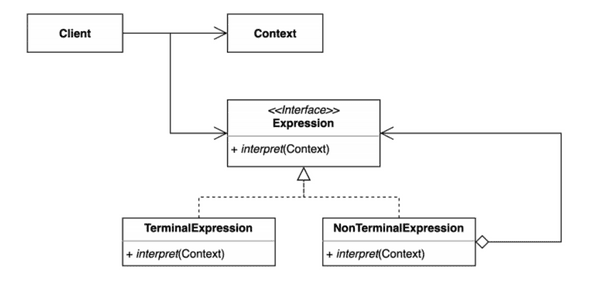 Client
Context
<<Interface>>
Expression
+ interpret(Context)
TerminalExpression
+ interpret(Context)
NonTerminalExpression
+ interpret(Context)